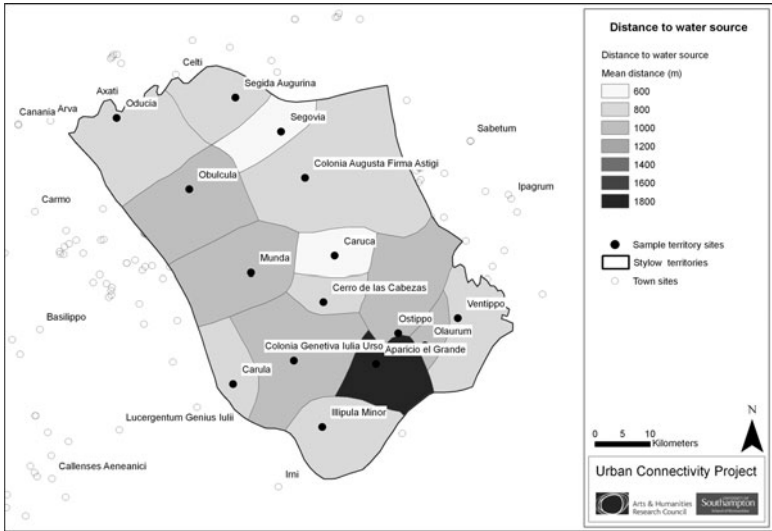 Celti
Segida Augurina
Axati
Canania
Arva
Oducia
Segovia
Sabetum
Colonia Augusta Firma Astigi
Obulcula
Ipagrum
Carmo
Caruca
Munda
Cerro de las Cabezas
Ventippo
Ostippo
Basilippo
Olaurum
Colonia Genetiva Iulia Urso
Aparicio el Grande
Carula
Lucergentum Genius Iulii
Illipula Minor
Callenses Aeneanici
Irni
Distance to water source
Distance to water source
Mean distance (m)
600
800
1000
1200
1400
1600
1800
Sample territory sites
Stylow territories
Town sites
N
0 5 10
Kilometers
Urban Connectivity Project
Arts & Humanities
Research Council
Southampton